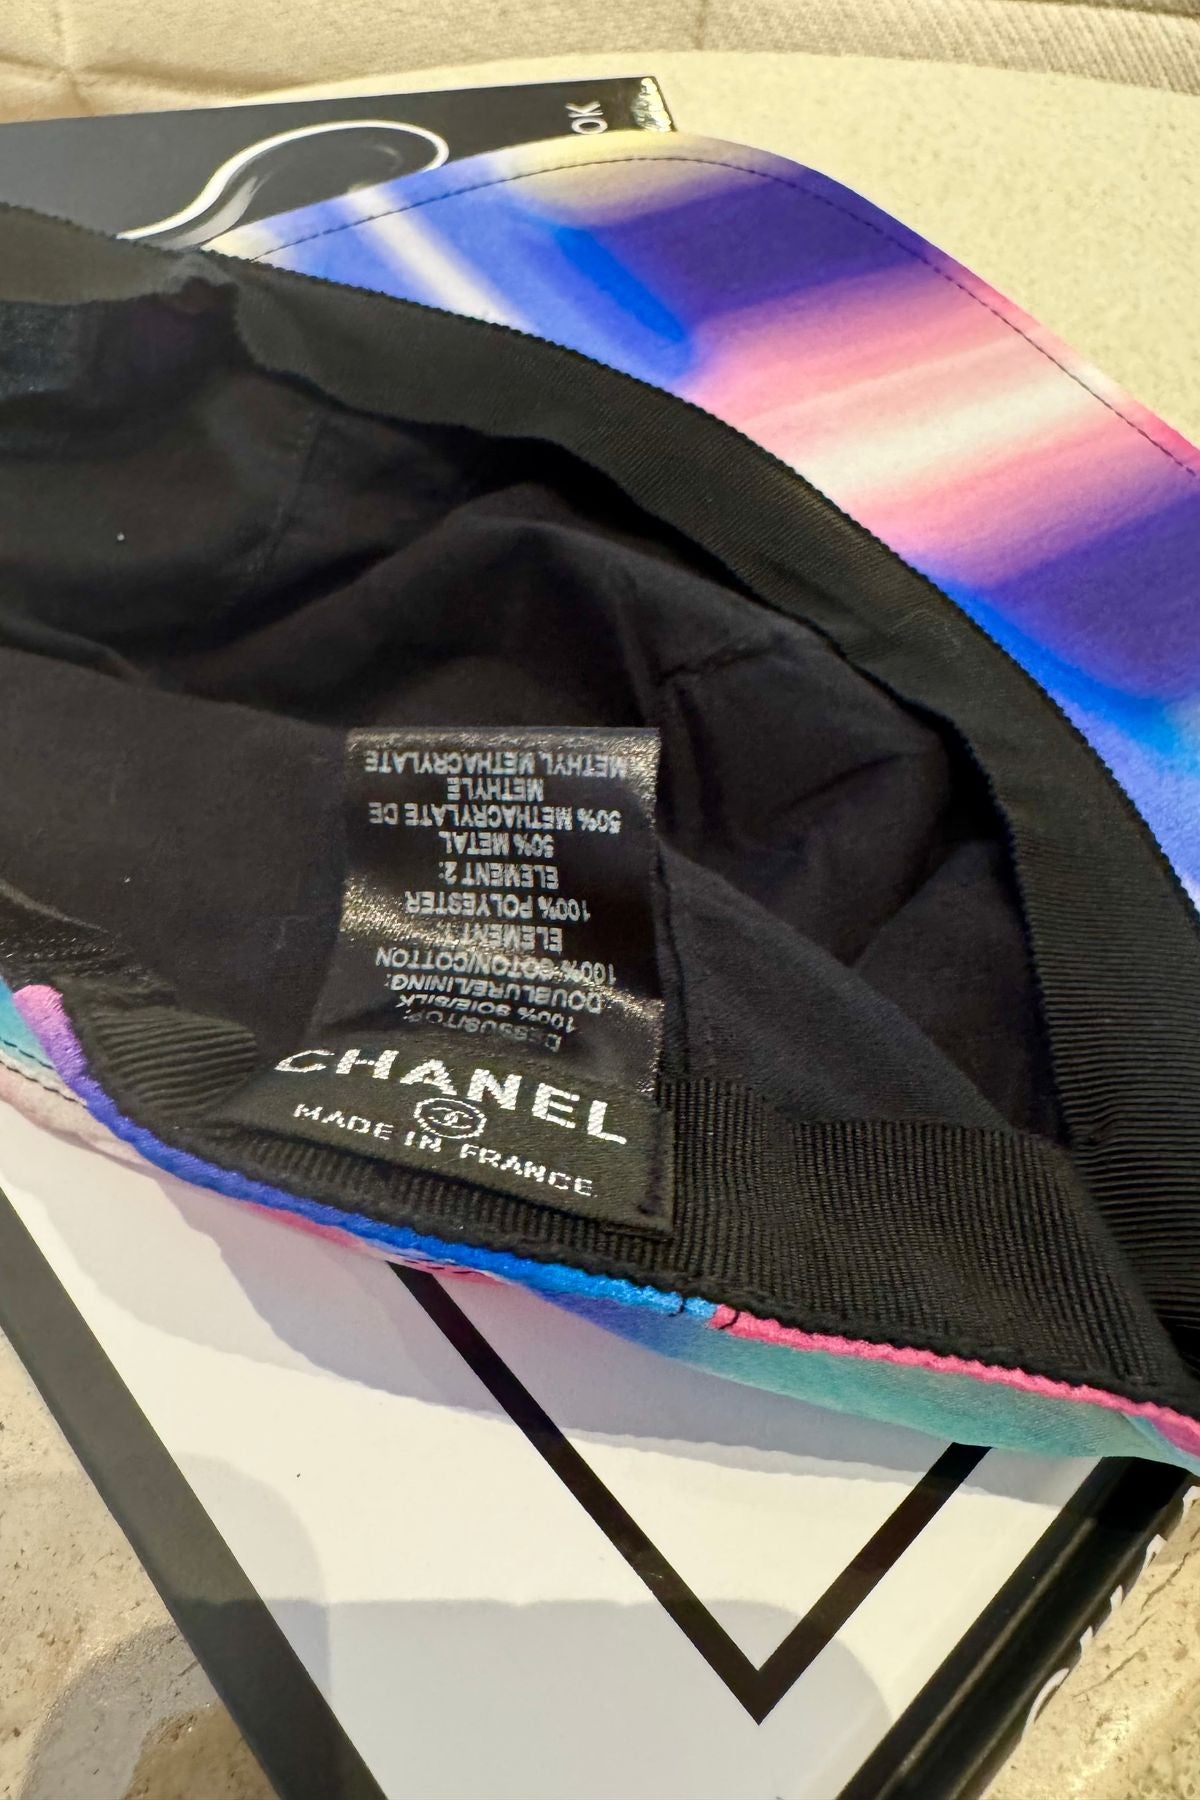 OK
DESSUS/TOP:
100% SOIE/SILK
DOUBLURE/LINING:
100% COTON/COTTON
ELEMENT 1:
100% POLYESTER
ELEMENT 2:
50% METAL
50% METHACRYLATE DE
METHYLE
METHYL METHACRYLATE
CHANEL
MADE IN FRANCE